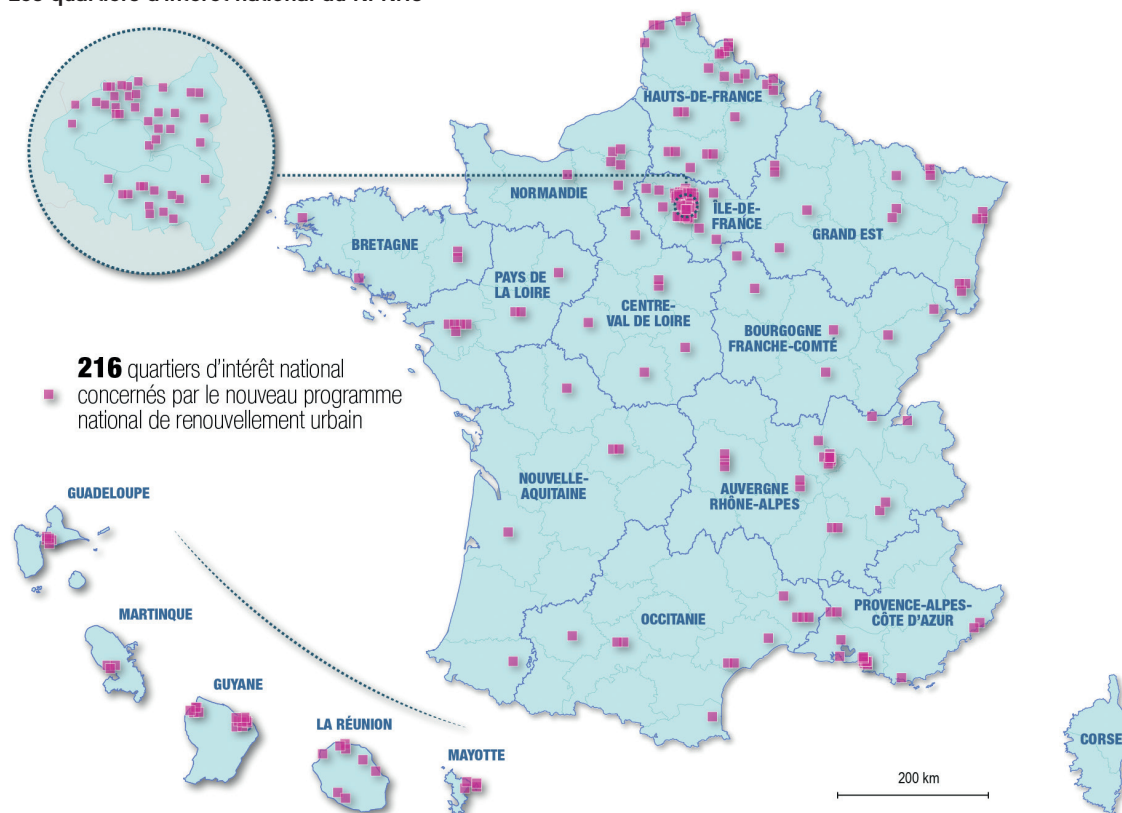 HAUTS-DE-FRANCE
NORMANDIE
ÎLE-DE-
FRANCE
GRAND EST
BRETAGNE
PAYS DE
LA LOIRE
CENTRE-
VAL DE LOIRE
BOURGOGNE
FRANCHE-COMTÉ
216 quartiers d'intérêt national
concernés par le nouveau programme
national de renouvellement urbain
NOUVELLE-
AQUITAINE
AUVERGNE
RHÔNE-ALPES
GUADELOUPE
MARTINQUE
OCCITANIE
PROVENCE-ALPES-
CÔTE D'AZUR
GUYANE
LA RÉUNION
MAYOTTE
CORSE
200 km